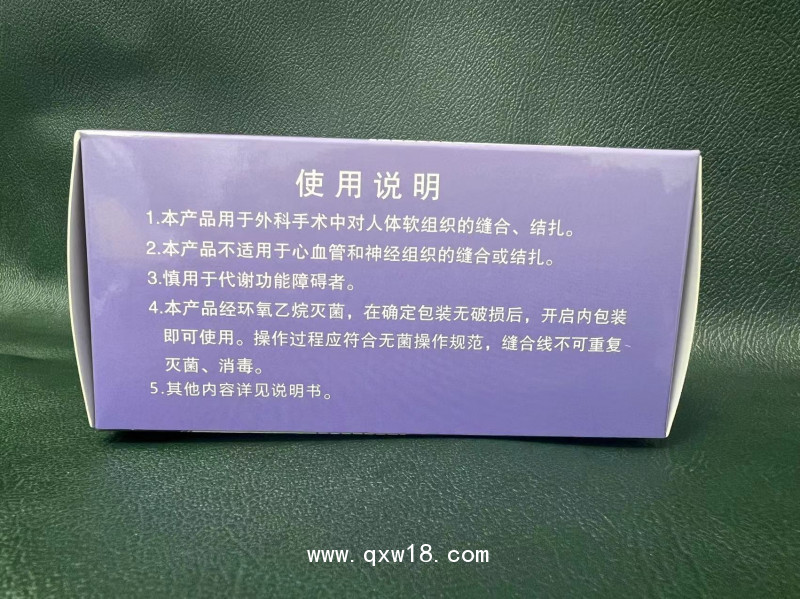 使用说明
1.本产品用于外科手术中对人体软组织的缝合、结扎。
2.本产品不适用于心血管和神经组织的缝合或结扎。
3.慎用于代谢功能障碍者。
4.本产品经环氧乙烷灭菌，在确定包装无破损后，开启内包装
即可使用。操作过程应符合无菌操作规范，缝合线不可重复
灭菌、消毒。
5.其他内容详见说明书。
www.qxw18.com